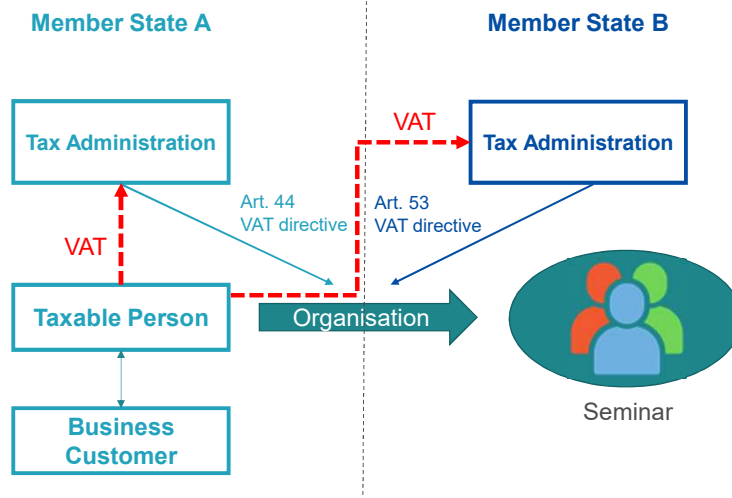 Member State A
Member State B
Tax Administration
VAT
Tax Administration
Art. 44
VAT directive
Art. 53
VAT directive
VAT
Taxable Person
Organisation
Seminar
Business
Customer